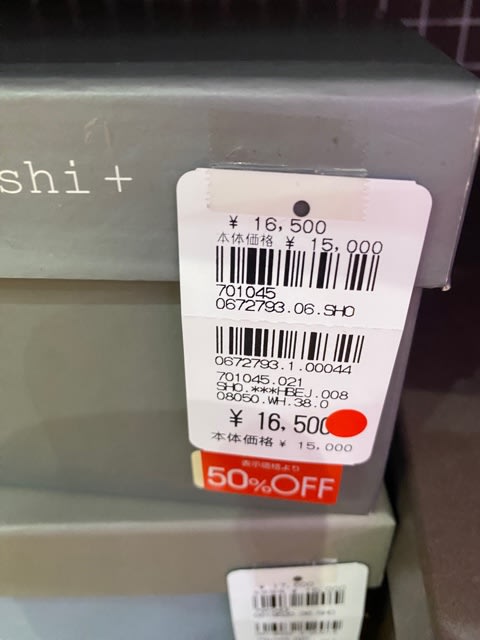 shi+
¥ 16,500
本体価格 ¥ 15,000
701045
0672793.06.SHO
0672793.1.00044
701045.021
SHO.***HBEJ.008
08050.WH.38.0
¥ 16,500
本体価格 ¥ 15,000
表示価格より
50%OFF